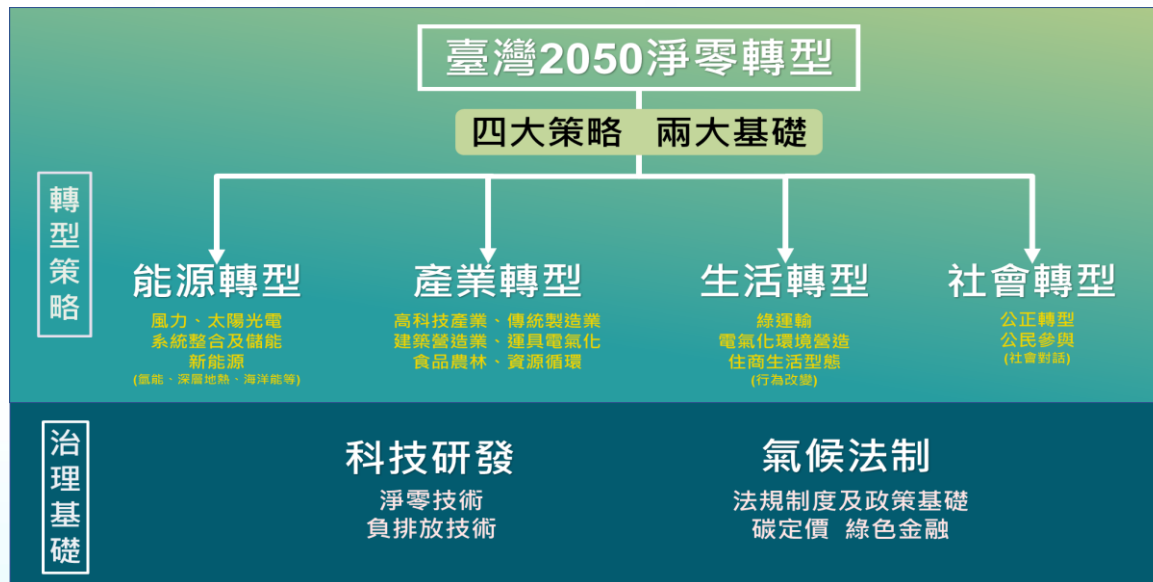 臺灣2050淨零轉型
四大策略 兩大基礎
轉型策略
能源轉型
風力、太陽光電
系統整合及儲能
新能源
(氫能、深層地熱、海洋能等)
產業轉型
高科技產業、傳統製造業
建築營造業、運具電氣化
食品農林、資源循環
生活轉型
綠運輸
電氣化環境營造
住商生活型態
(行為改變)
社會轉型
公正轉型
公民參與
(社會對話)
治理基礎
科技研發
淨零技術
負排放技術
氣候法制
法規制度及政策基礎
碳定價 綠色金融